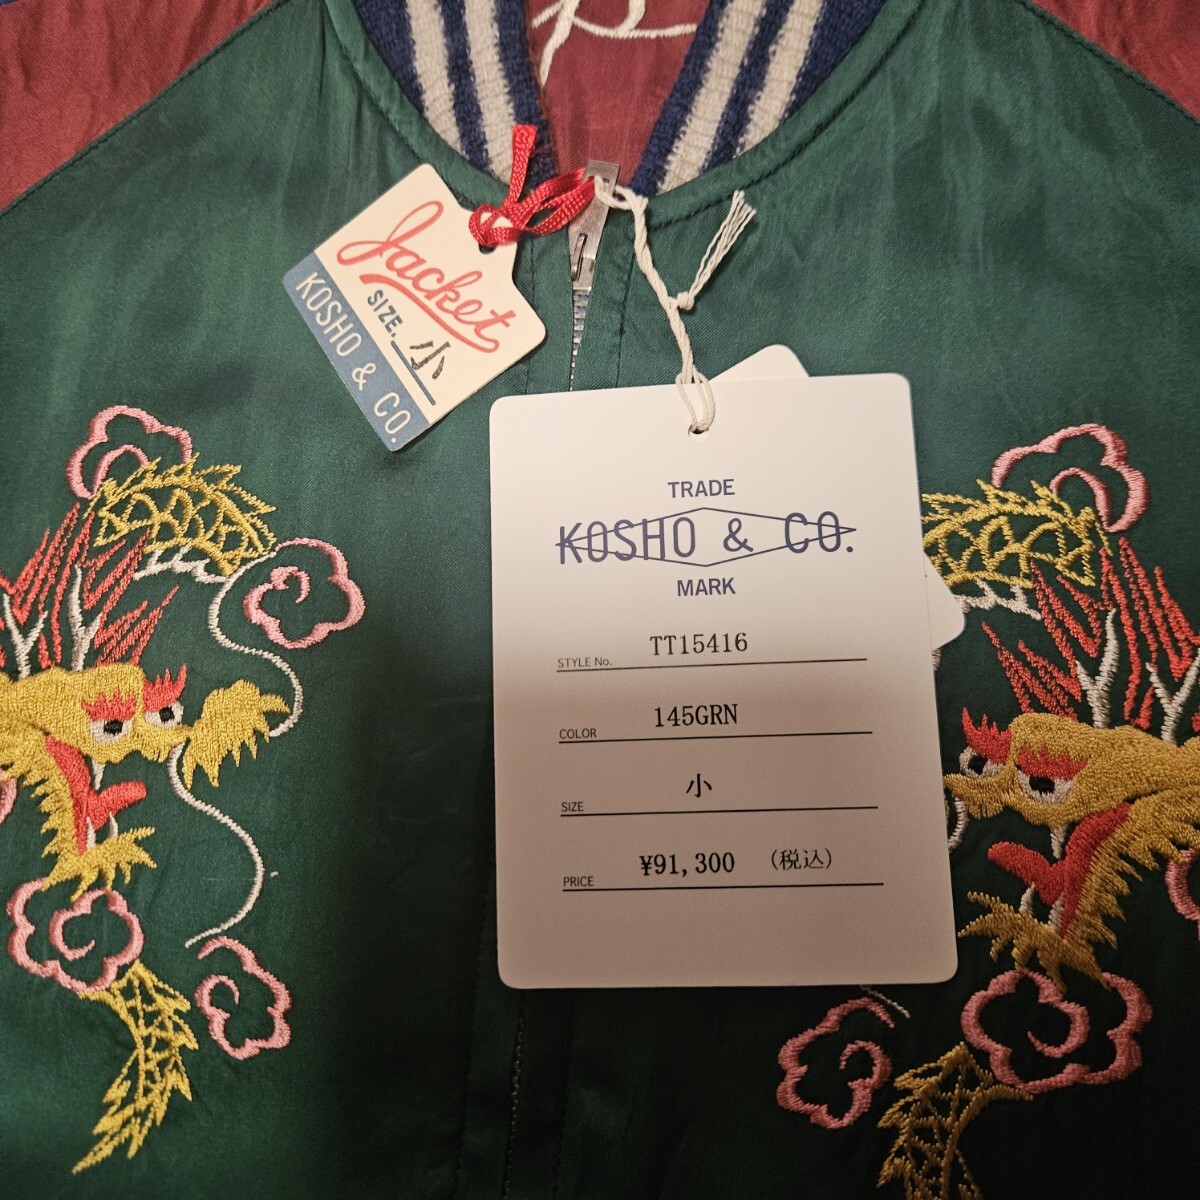 Jacket
SIZE. 小
KOSHO & CO.
TRADE
KOSHO & CO.
MARK
STYLE No. TT15416
COLOR 145GRN
SIZE 小
PRICE ¥91,300 (税込)